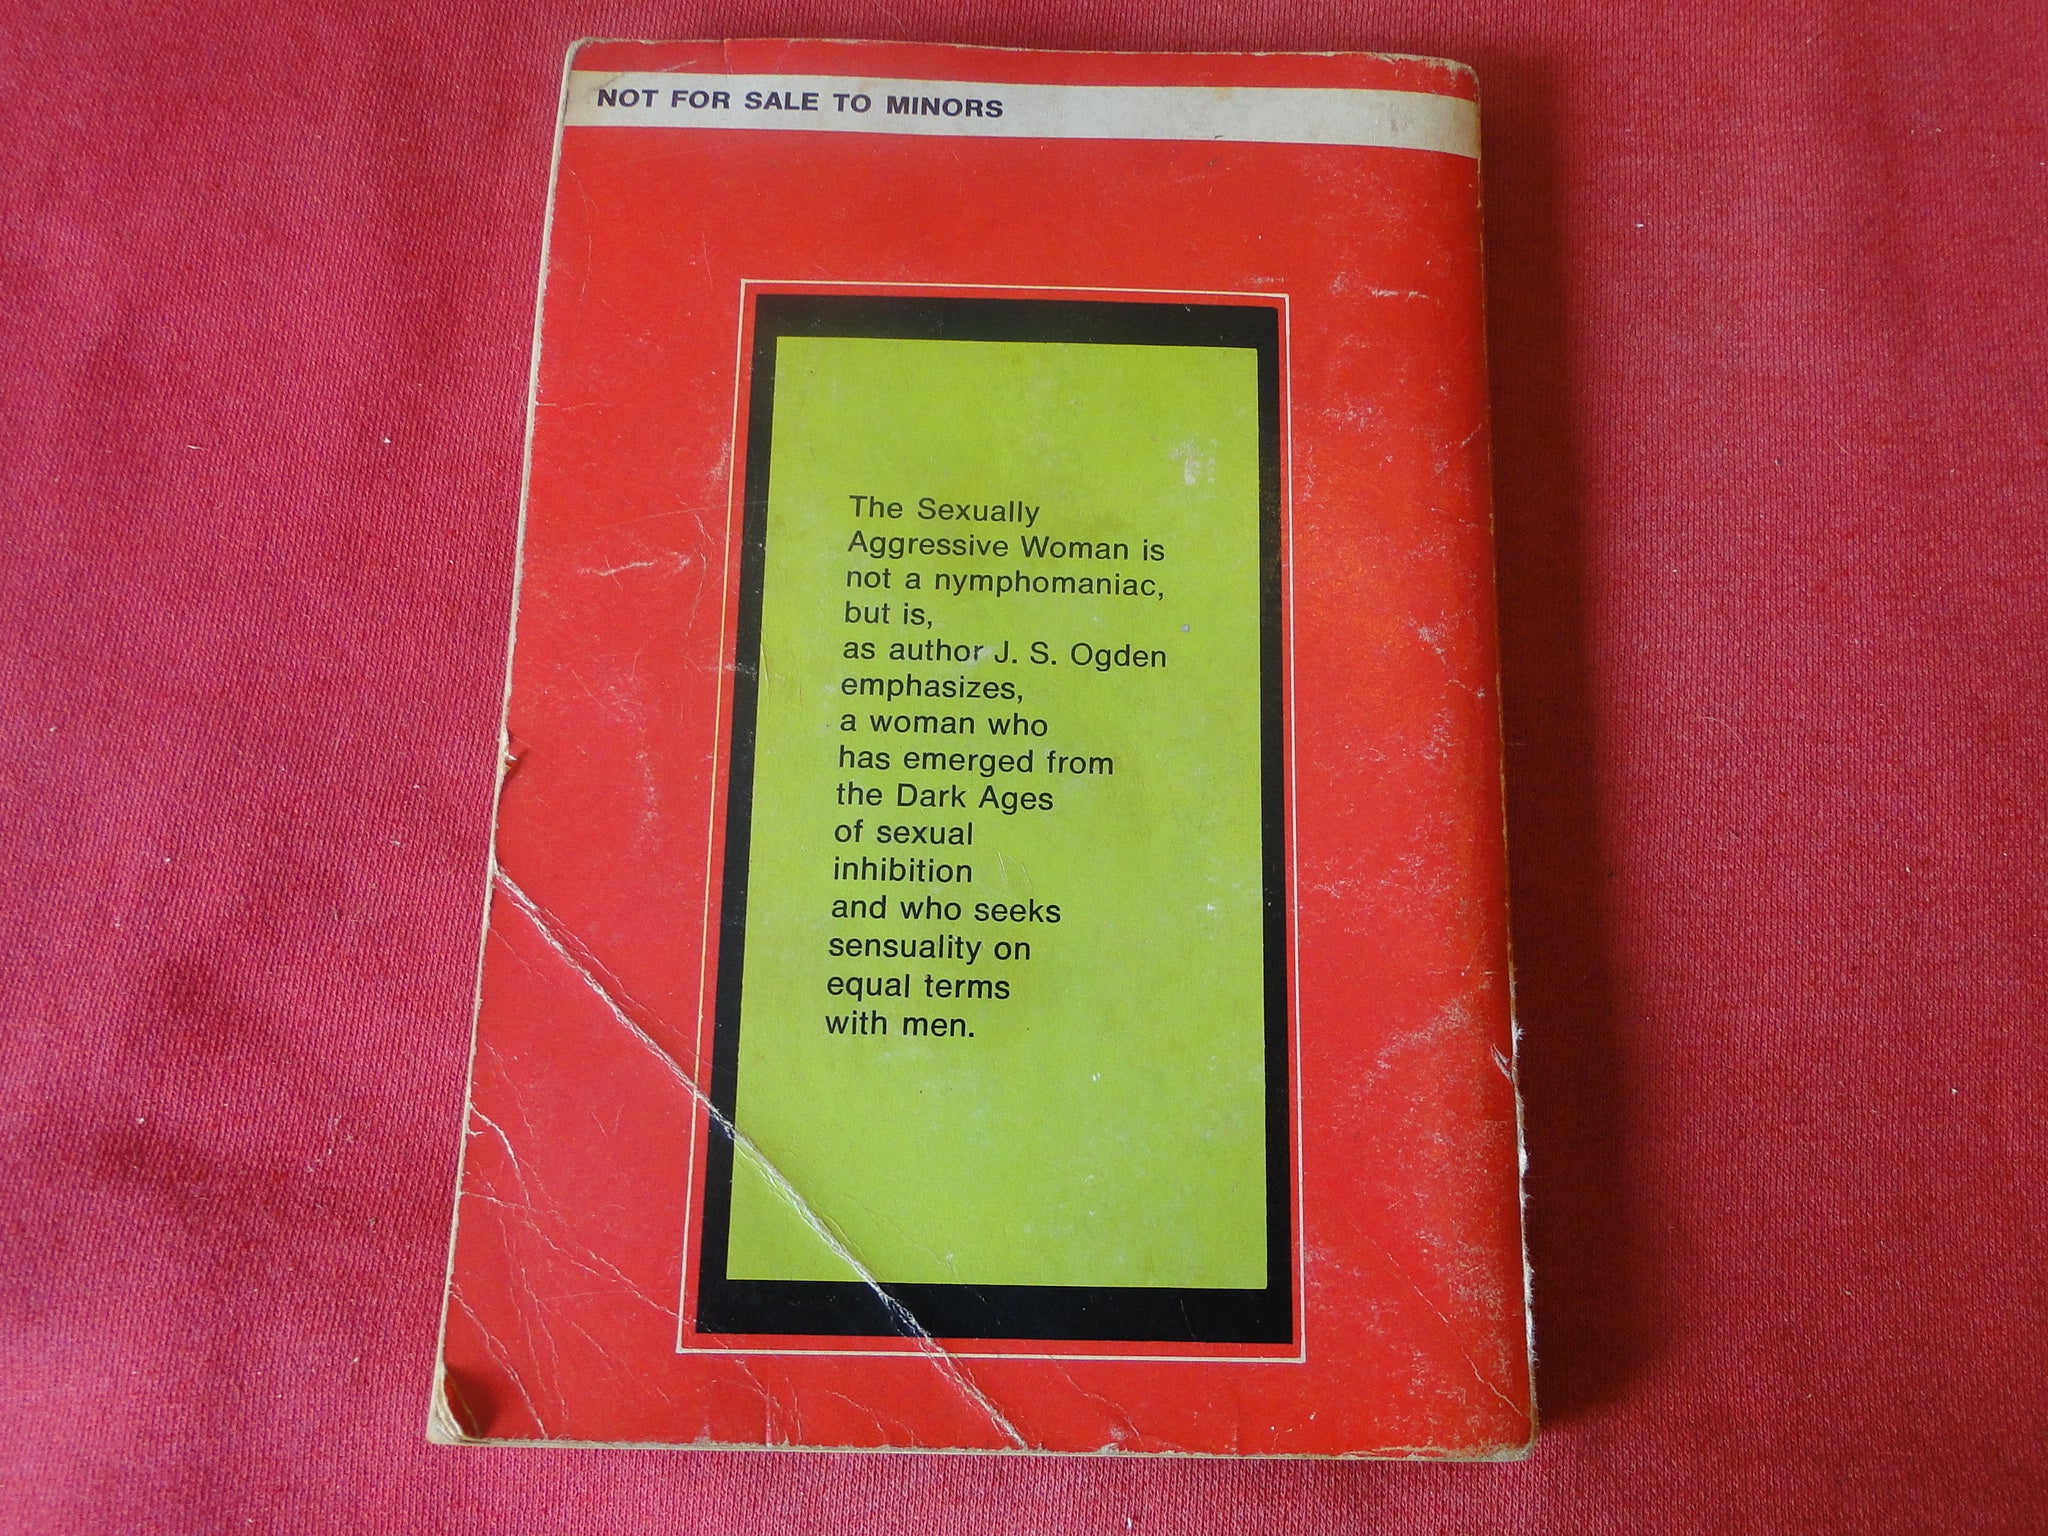 NOT FOR SALE TO MINORS
The Sexually
Aggressive Woman is
not a nymphomaniac,
but is,
as author J. S. Ogden
emphasizes,
a woman who
has emerged from
the Dark Ages
of sexual
inhibition
and who seeks
sensuality on
equal terms
with men.